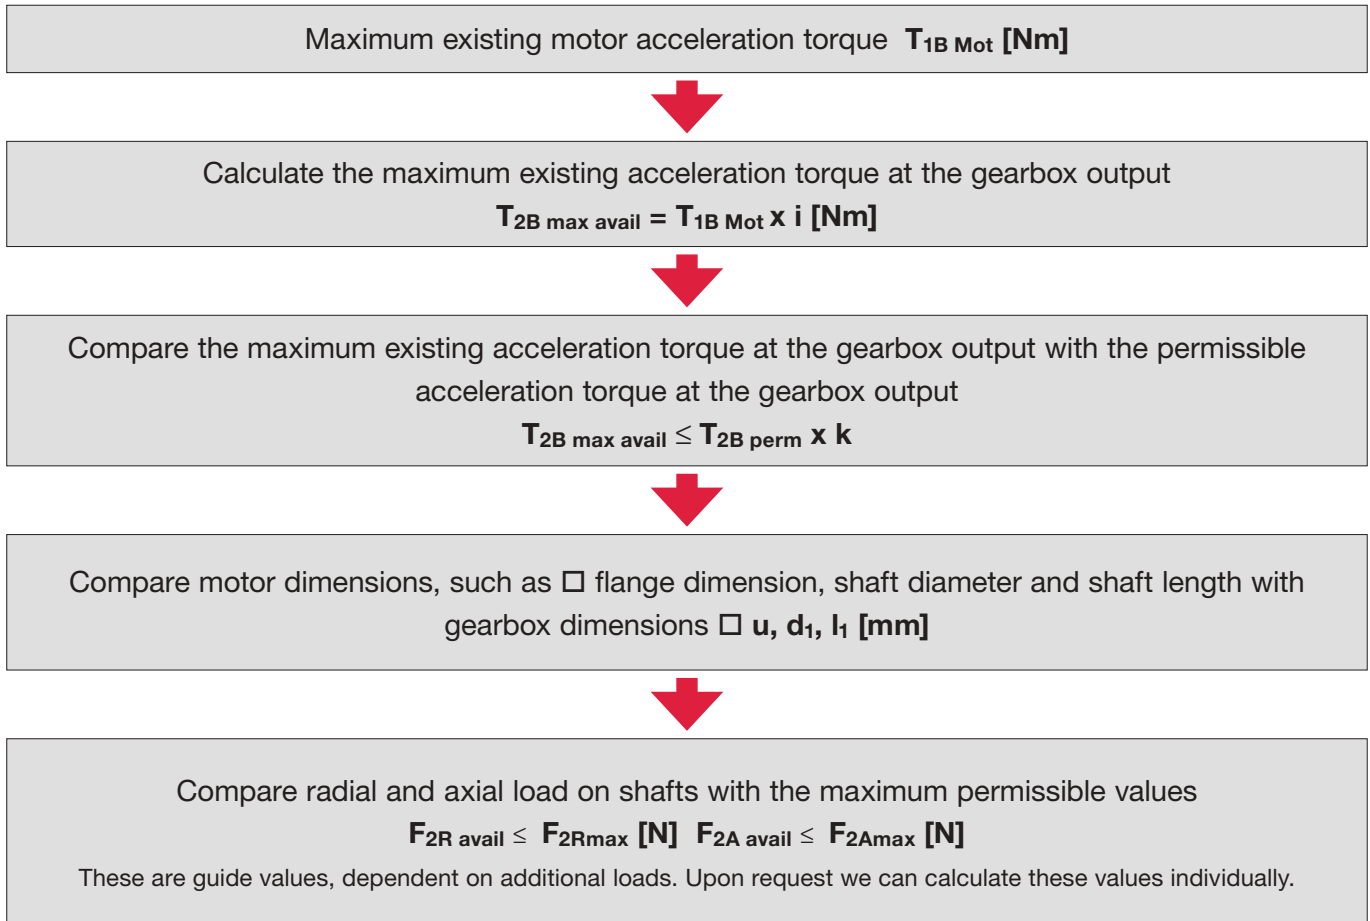 Maximum existing motor acceleration torque T1B Mot [Nm]
Calculate the maximum existing acceleration torque at the gearbox output
T2B max avail = T1B Mot x i [Nm]
Compare the maximum existing acceleration torque at the gearbox output with the permissible
acceleration torque at the gearbox output
T2B max avail ≤ T2B perm x k
Compare motor dimensions, such as □ flange dimension, shaft diameter and shaft length with
gearbox dimensions □ u, d₁, l₁ [mm]
Compare radial and axial load on shafts with the maximum permissible values
F2R avail ≤ F2Rmax [N] F2A avail ≤ F2Amax [N]
These are guide values, dependent on additional loads. Upon request we can calculate these values individually.